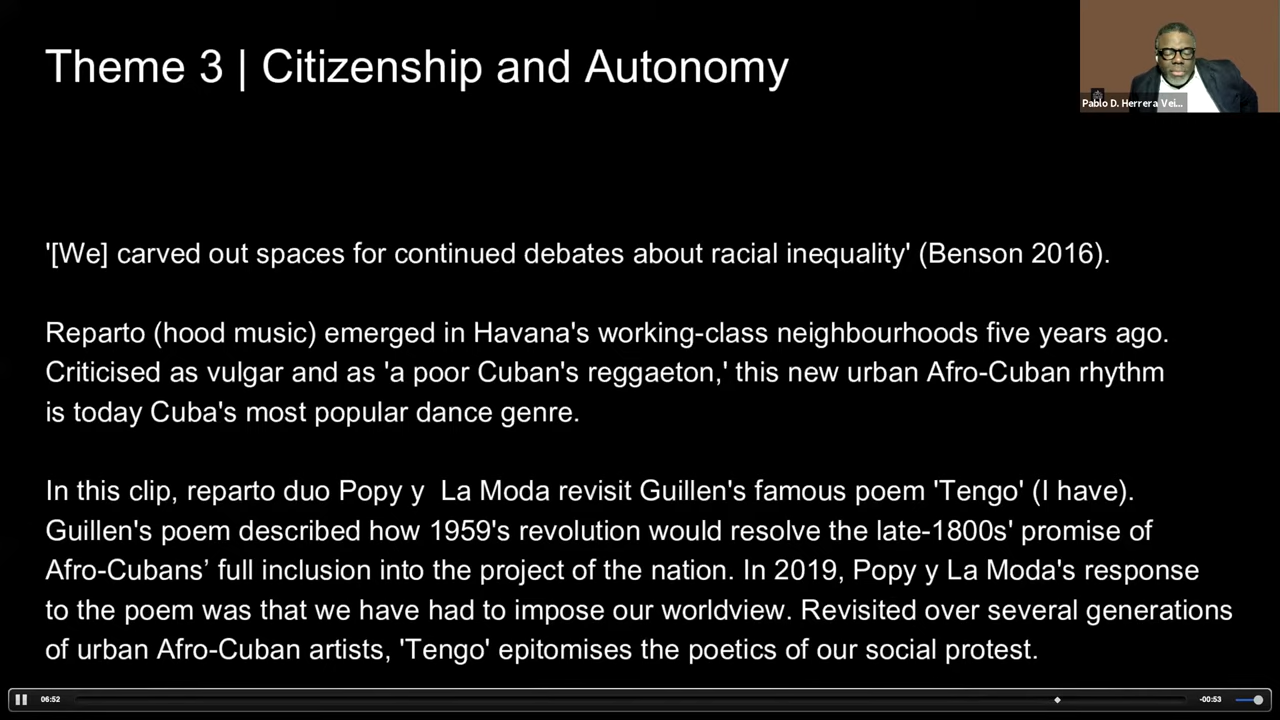 Theme 3 | Citizenship and Autonomy
Pablo D. Herrera Vei...
'[We] carved out spaces for continued debates about racial inequality' (Benson 2016).
Reparto (hood music) emerged in Havana's working-class neighbourhoods five years ago.
Criticised as vulgar and as 'a poor Cuban's reggaeton,' this new urban Afro-Cuban rhythm
is today Cuba's most popular dance genre.
In this clip, reparto duo Popy y  La Moda revisit Guillen's famous poem 'Tengo' (I have).
Guillen's poem described how 1959's revolution would resolve the late-1800s' promise of
Afro-Cubans’ full inclusion into the project of the nation. In 2019, Popy y La Moda's response
to the poem was that we have had to impose our worldview. Revisited over several generations
of urban Afro-Cuban artists, 'Tengo' epitomises the poetics of our social protest.
06:52
-00:53